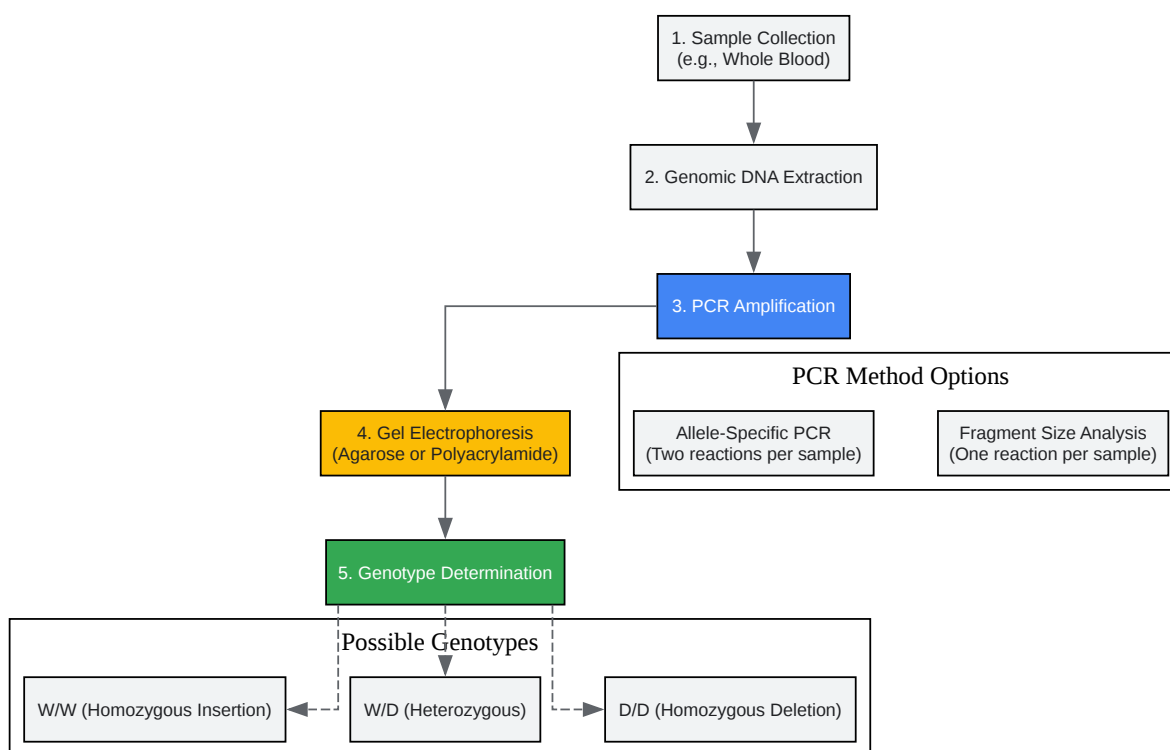 1. Sample Collection
(e.g., Whole Blood)
2. Genomic DNA Extraction
3. PCR Amplification
PCR Method Options
Allele-Specific PCR
(Two reactions per sample)
Fragment Size Analysis
(One reaction per sample)
4. Gel Electrophoresis
(Agarose or Polyacrylamide)
5. Genotype Determination
Possible Genotypes
W/W (Homozygous Insertion)
W/D (Heterozygous)
D/D (Homozygous Deletion)